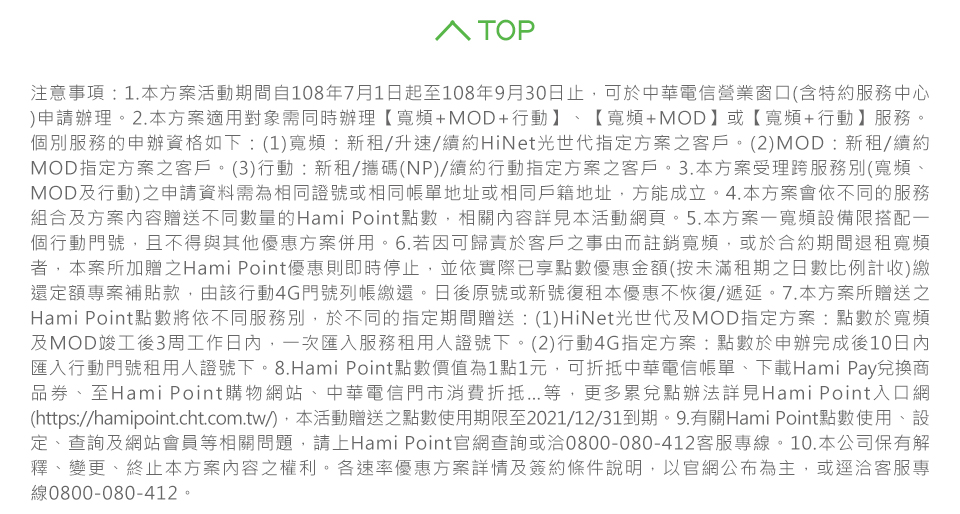 TOP
注意事項：1.本方案活動期間自108年7月1日起至108年9月30日止，可於中華電信營業窗口(含特約服務中心
)申請辦理。2.本方案適用對象需同時辦理【寬頻+MOD+行動】、【寬頻+MOD】或【寬頻+行動】服務。
個別服務的申辦資格如下：(1)寬頻：新租/升速/續約HiNet光世代指定方案之客戶。(2)MOD：新租/續約
MOD指定方案之客戶。(3)行動：新租/攜碼(NP)/續約行動指定方案之客戶。3.本方案受理跨服務別(寬頻、
MOD及行動)之申請資料需為相同證號或相同帳單地址或相同戶籍地址，方能成立。4.本方案會依不同的服務
組合及方案內容贈送不同數量的Hami Point點數，相關內容詳見本活動網頁。5.本方案一寬頻設備限搭配一
個行動門號，且不得與其他優惠方案併用。6.若因可歸責於客戶之事由而註銷寬頻，或於合約期間退租寬頻
者，本案所加贈之Hami Point優惠則即時停止，並依實際已享點數優惠金額(按未滿租期之日數比例計收)繳
還定額專案補貼款，由該行動4G門號列帳繳還。日後原號或新號復租本優惠不恢復/遞延。7.本方案所贈送之
Hami Point點數將依不同服務別，於不同的指定期間贈送：(1)HiNet光世代及MOD指定方案：點數於寬頻
及MOD竣工後3周工作日內，一次匯入服務租用人證號下。(2)行動4G指定方案：點數於申辦完成後10日內
匯入行動門號租用人證號下。8.Hami Point點數價值為1點1元，可折抵中華電信帳單、下載Hami Pay兌換商
品券、至Hami Point購物網站、中華電信門市消費折抵...等，更多累兌點辦法詳見Hami Point入口網
(https://hamipoint.cht.com.tw/)，本活動贈送之點數使用期限至2021/12/31到期。9.有關Hami Point點數使用、設
定、查詢及網站會員等相關問題，請上Hami Point官網查詢或洽0800-080-412客服專線。10.本公司保有解
釋、變更、終止本方案內容之權利。各速率優惠方案詳情及簽約條件說明，以官網公布為主，或逕洽客服專
線0800-080-412。